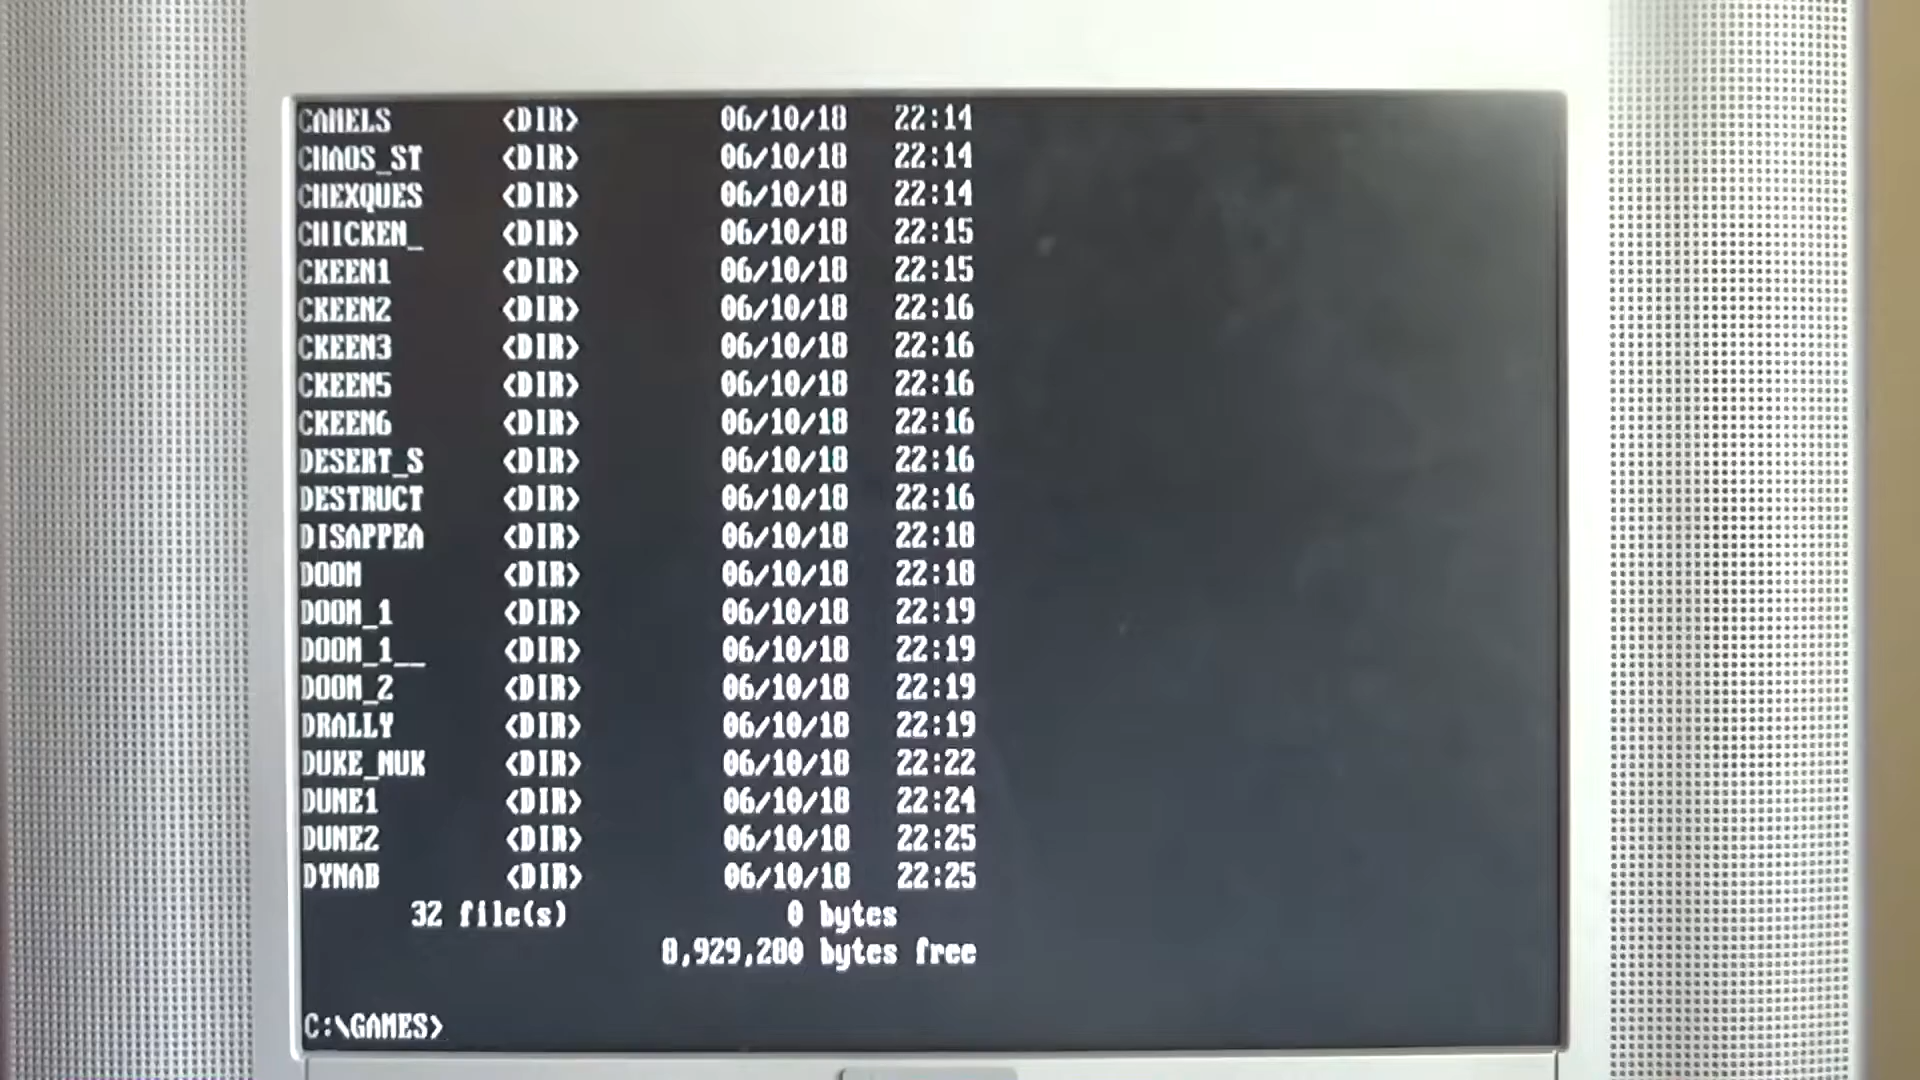 CAMELS <DIR> 06/10/18 22:14
CHAOS_ST <DIR> 06/10/18 22:14
CHEXQUES <DIR> 06/10/18 22:14
CHICKEN_ <DIR> 06/10/18 22:15
CKEEN1 <DIR> 06/10/18 22:15
CKEEN2 <DIR> 06/10/18 22:16
CKEEN3 <DIR> 06/10/18 22:16
CKEEN5 <DIR> 06/10/18 22:16
CKEEN6 <DIR> 06/10/18 22:16
DESERT_S <DIR> 06/10/18 22:16
DESTRUCT <DIR> 06/10/18 22:16
DISAPPEA <DIR> 06/10/18 22:18
DOOM <DIR> 06/10/18 22:18
DOOM_1 <DIR> 06/10/18 22:19
DOOM_1__ <DIR> 06/10/18 22:19
DOOM_2 <DIR> 06/10/18 22:19
DRALLY <DIR> 06/10/18 22:19
DUKE_NUK <DIR> 06/10/18 22:22
DUNE1 <DIR> 06/10/18 22:24
DUNE2 <DIR> 06/10/18 22:25
DYNAB <DIR> 06/10/18 22:25
32 file(s) 0 bytes
8,929,280 bytes free
C:\GAMES>